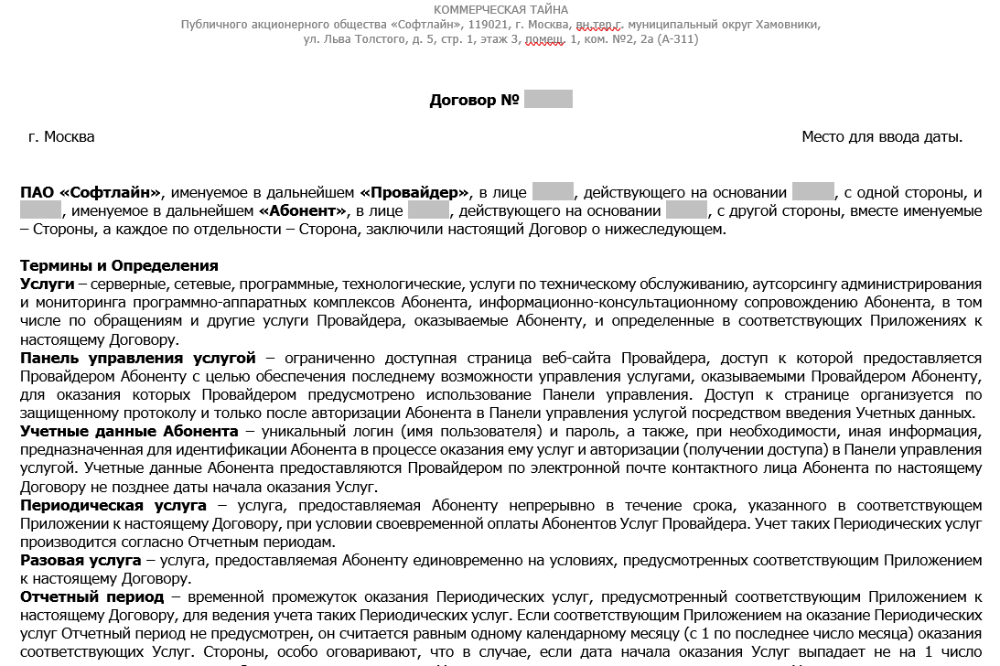 КОММЕРЧЕСКАЯ ТАЙНА
Публичного акционерного общества «Софтлайн», 119021, г. Москва, вн.тер.г. муниципальный округ Хамовники,
ул. Льва Толстого, д. 5, стр. 1, этаж 3, помещ. 1, ком. №2, 2а (А-311)
Договор №
г. Москва
Место для ввода даты.
ПАО «Софтлайн», именуемое в дальнейшем «Провайдер», в лице , действующего на основании , с одной стороны, и
, именуемое в дальнейшем «Абонент», в лице , действующего на основании , с другой стороны, вместе именуемые
– Стороны, а каждое по отдельности – Сторона, заключили настоящий Договор о нижеследующем.
Термины и Определения
Услуги – серверные, сетевые, программные, технологические, услуги по техническому обслуживанию, аутсорсингу администрирования
и мониторинга программно-аппаратных комплексов Абонента, информационно-консультационному сопровождению Абонента, в том
числе по обращениям и другие услуги Провайдера, оказываемые Абоненту, и определенные в соответствующих Приложениях к
настоящему Договору.
Панель управления услугой – ограниченно доступная страница веб-сайта Провайдера, доступ к которой предоставляется
Провайдером Абоненту с целью обеспечения последнему возможности управления услугами, оказываемыми Провайдером Абоненту,
для оказания которых Провайдером предусмотрено использование Панели управления. Доступ к странице организуется по
защищенному протоколу и только после авторизации Абонента в Панели управления услугой посредством введения Учетных данных.
Учетные данные Абонента – уникальный логин (имя пользователя) и пароль, а также, при необходимости, иная информация,
предназначенная для идентификации Абонента в процессе оказания ему услуг и авторизации (получении доступа) в Панели управления
услугой. Учетные данные Абонента предоставляются Провайдером по электронной почте контактного лица Абонента по настоящему
Договору не позднее даты начала оказания Услуг.
Периодическая услуга – услуга, предоставляемая Абоненту непрерывно в течение срока, указанного в соответствующем
Приложении к настоящему Договору, при условии своевременной оплаты Абонентов Услуг Провайдера. Учет таких Периодических услуг
производится согласно Отчетным периодам.
Разовая услуга – услуга, предоставляемая Абоненту единовременно на условиях, предусмотренных соответствующим Приложением
к настоящему Договору.
Отчетный период – временной промежуток оказания Периодических услуг, предусмотренный соответствующим Приложением к
настоящему Договору, для ведения учета таких Периодических услуг. Если соответствующим Приложением на оказание Периодических
услуг Отчетный период не предусмотрен, он считается равным одному календарному месяцу (с 1 по последнее число месяца) оказания
соответствующих Услуг. Стороны, особо оговаривают, что в случае, если дата начала оказания Услуг выпадает не на 1 число